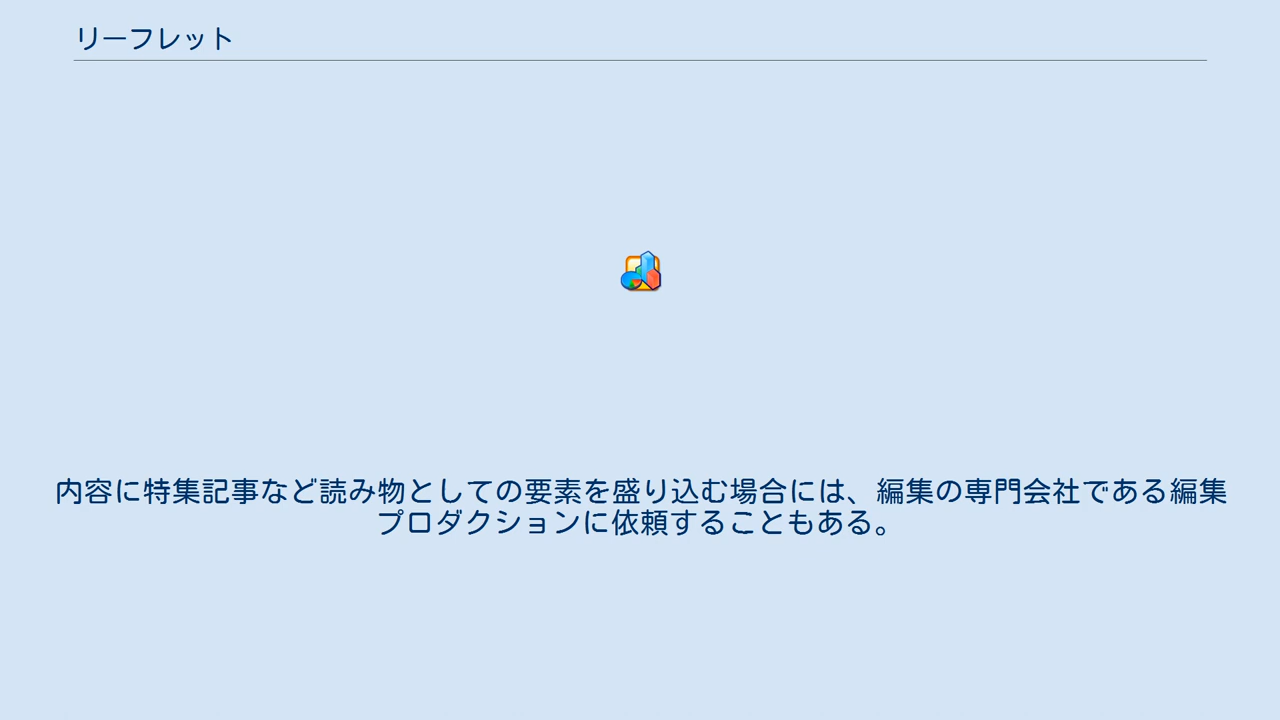 リーフレット
内容に特集記事など読み物としての要素を盛り込む場合には、編集の専門会社である編集
プロダクションに依頼することもある。